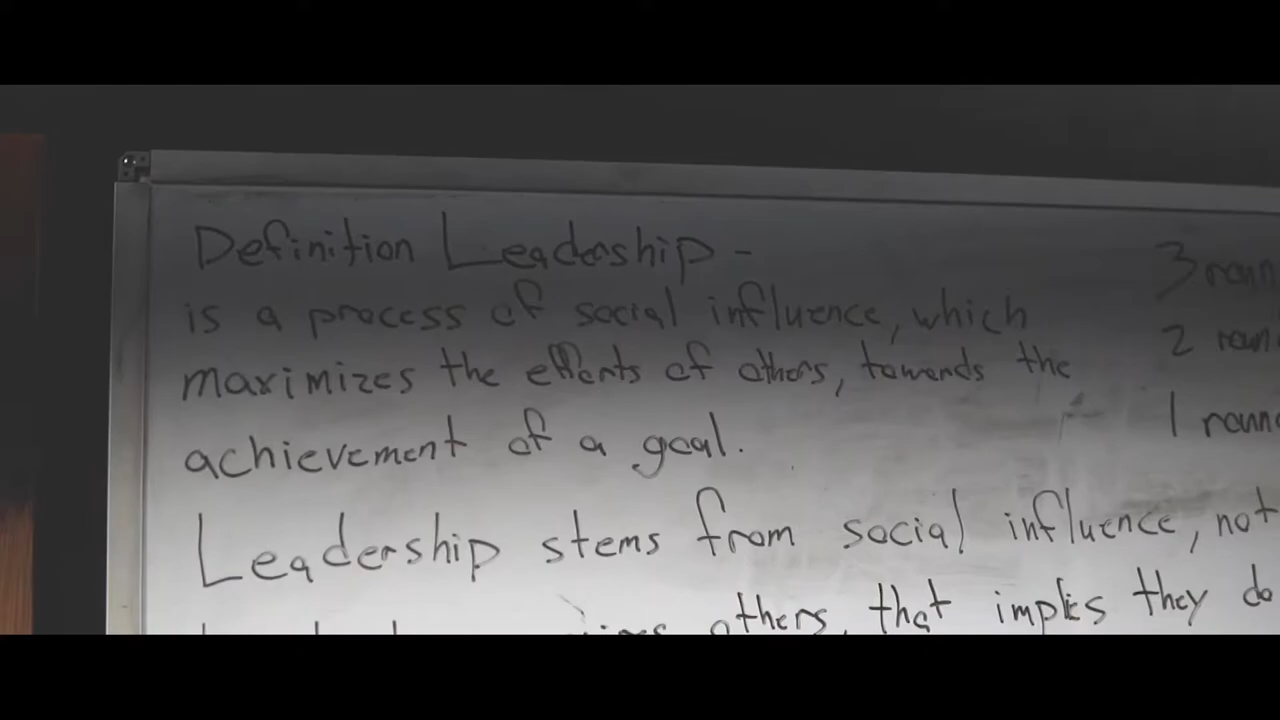 Definition Leadership -
is a process of social influence, which
maximizes the efforts of others, towards the
achievement of a goal.
Leadership stems from social influence, not
others, that implies they do
3
2
1